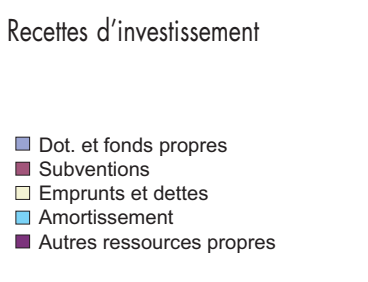 Recettes d’investissement
Dot. et fonds propres
Subventions
Emprunts et dettes
Amortissement
Autres ressources propres